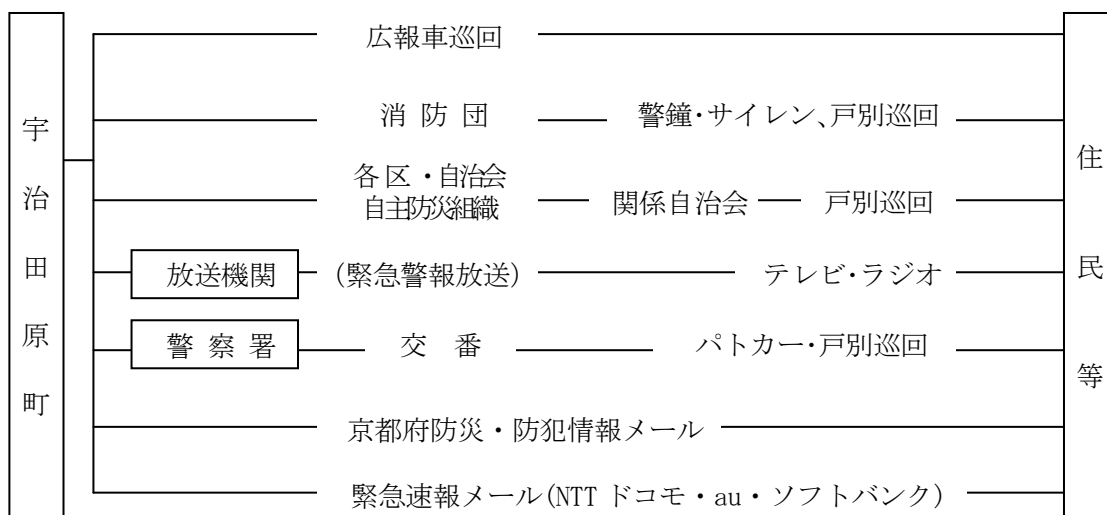 宇治田原町
広報車巡回
消防団 警鐘・サイレン、戸別巡回
各区・自治会
自主防災組織 関係自治会 戸別巡回
放送機関 (緊急警報放送) テレビ・ラジオ
警察署 交番 パトカー・戸別巡回
京都府防災・防犯情報メール
緊急速報メール(NTTドコモ・au・ソフトバンク)
住民等